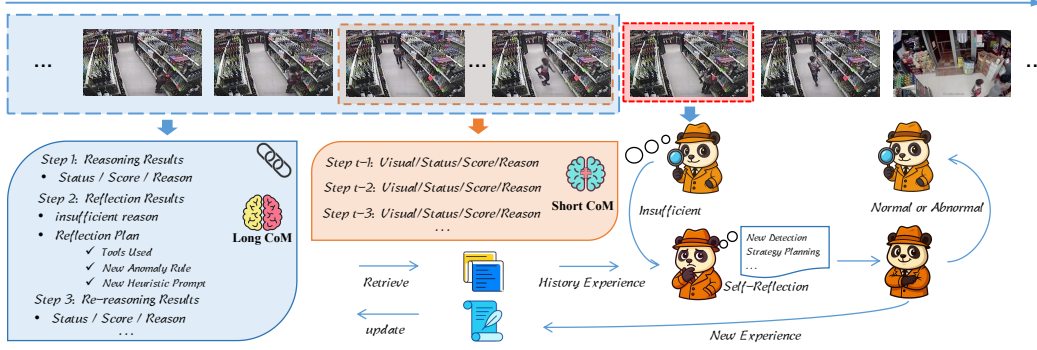 ...
...
...
Step 1: Reasoning Results
• Status / Score / Reason
Step 2: Reflection Results
• insufficient reason
• Reflection Plan
✓ Tools Used
✓ New Anomaly Rule
✓ New Heuristic Prompt
Step 3: Re-reasoning Results
• Status / Score / Reason
...
Long CoM
Step t-1: Visual/Status/Score/Reason
Step t-2: Visual/Status/Score/Reason
Step t-3: Visual/Status/Score/Reason
...
Short CoM
Insufficient
Normal or Abnormal
New Detection
Strategy Planning
...
Self-Reflection
Retrieve
History Experience
update
New Experience